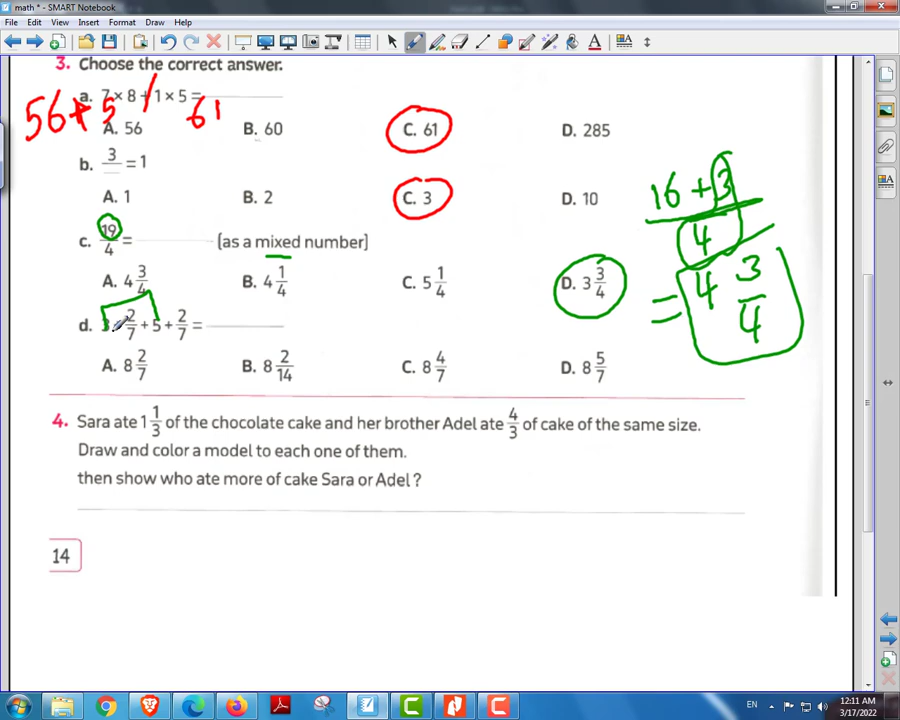 math * - SMART Notebook
File Edit View Insert Format Draw Help
3. Choose the correct answer.
a. 7 × 8 + 1 × 5 =
56 + 5 / 61
A. 56 B. 60 C. 61 D. 285
b. 3/ = 1
A. 1 B. 2 C. 3 D. 10
c. 19/4 = [as a mixed number]
A. 4 3/4 B. 4 1/4 C. 5 1/4 D. 3 3/4
16 + 3
4
= 4 3/4
d. 3 + 2/7 + 5 + 2/7 =
A. 8 2/7 B. 8 2/14 C. 8 4/7 D. 8 5/7
4. Sara ate 1 1/3 of the chocolate cake and her brother Adel ate 4/3 of cake of the same size.
Draw and color a model to each one of them.
then show who ate more of cake Sara or Adel ?
14
EN 12:11 AM
3/17/2022